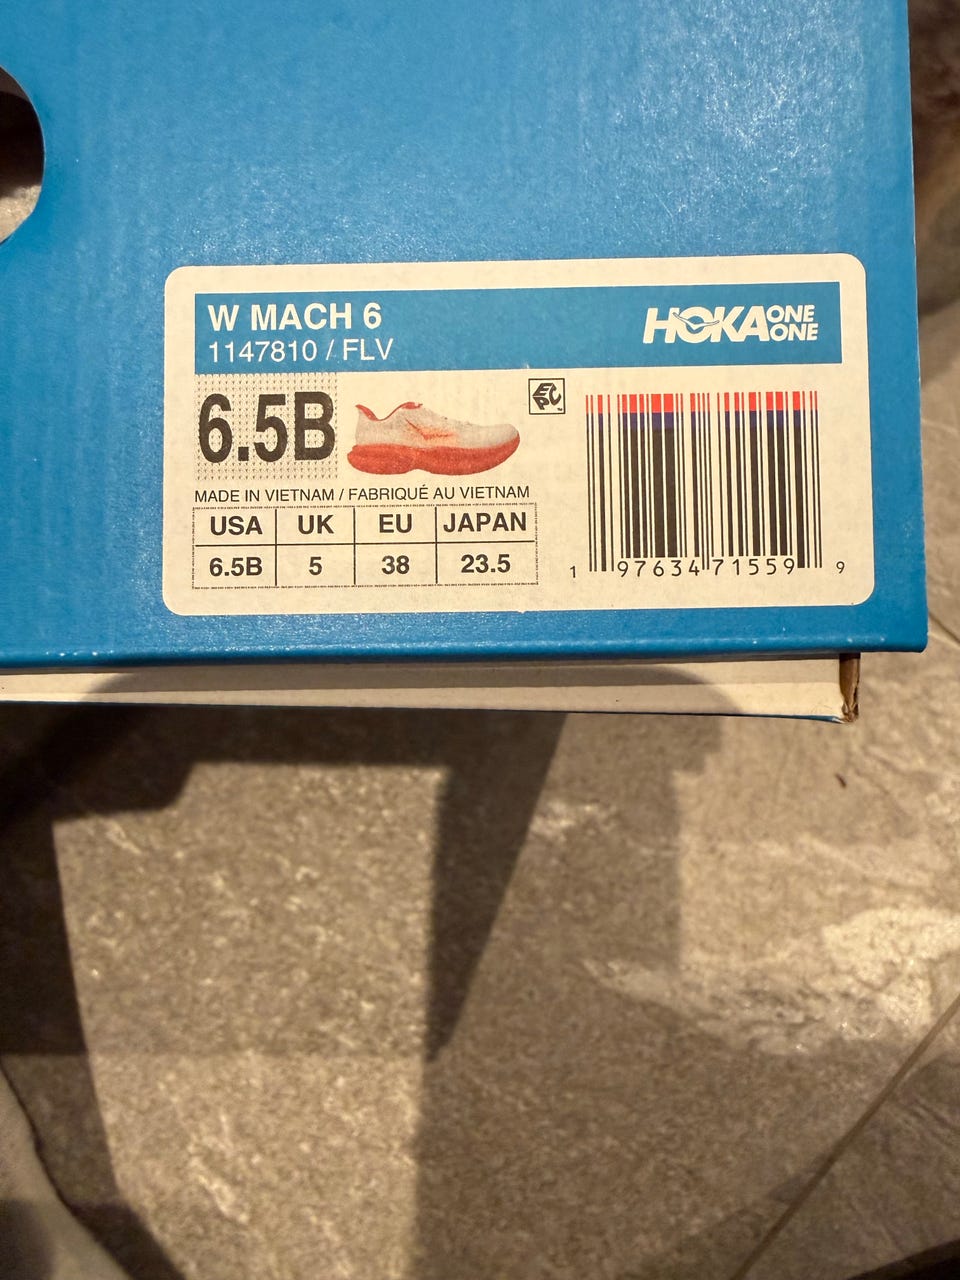 W MACH 6
1147810 / FLV
HOKA ONE ONE
6.5B
EPC
MADE IN VIETNAM / FABRIQUÉ AU VIETNAM
USA UK EU JAPAN
6.5B 5 38 23.5
1 97634 71559 9